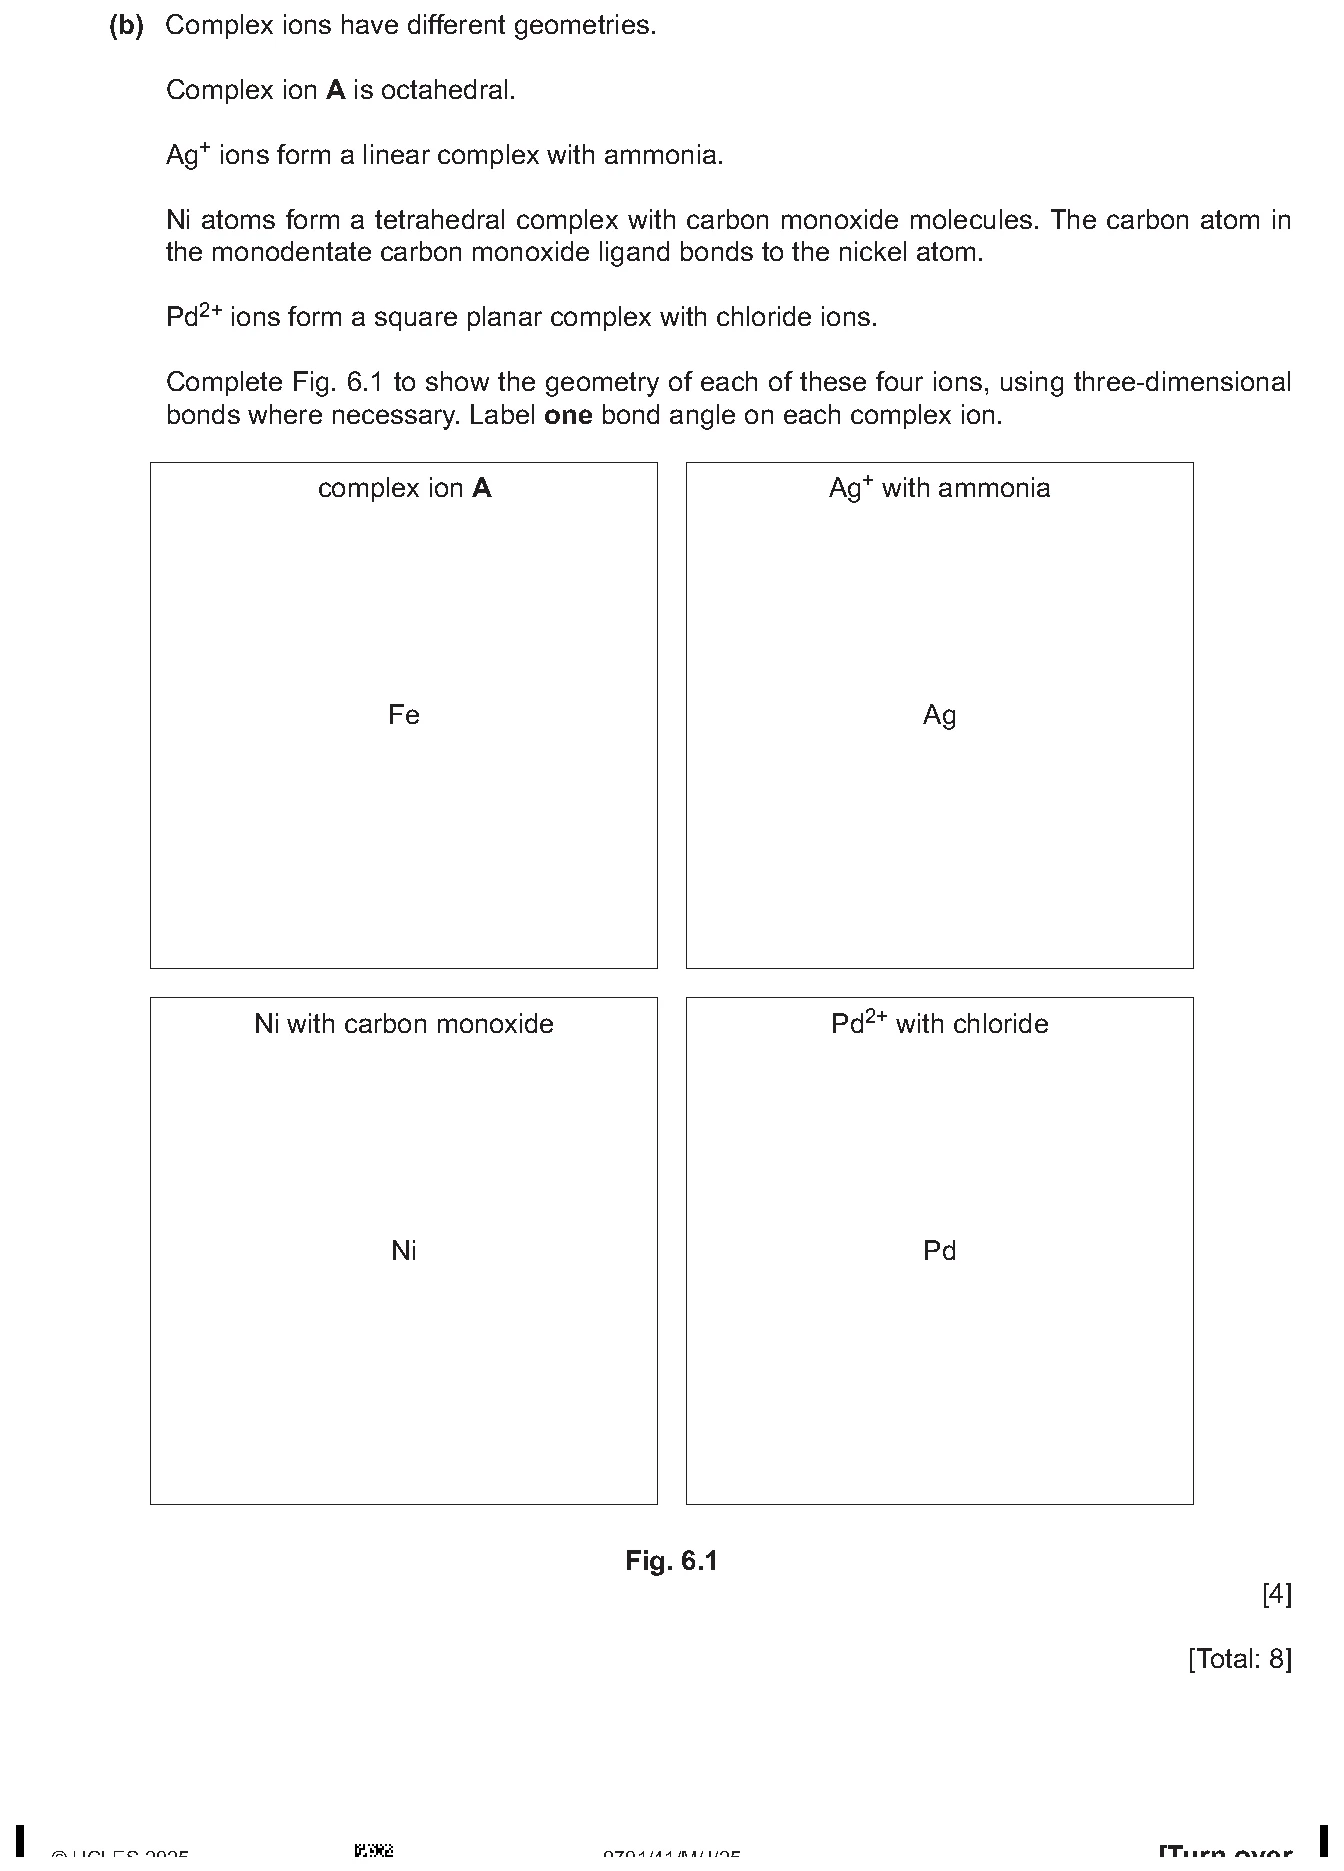 (b) Complex ions have different geometries.
Complex ion A is octahedral.
Ag+ ions form a linear complex with ammonia.
Ni atoms form a tetrahedral complex with carbon monoxide molecules. The carbon atom in
the monodentate carbon monoxide ligand bonds to the nickel atom.
Pd2+ ions form a square planar complex with chloride ions.
Complete Fig. 6.1 to show the geometry of each of these four ions, using three-dimensional
bonds where necessary. Label one bond angle on each complex ion.
complex ion A
Ag+ with ammonia
Fe
Ag
Ni with carbon monoxide
Pd2+ with chloride
Ni
Pd
Fig. 6.1
[4]
[Total: 8]
© UCLES 2025
9701/41/M/J/25
[Turn over